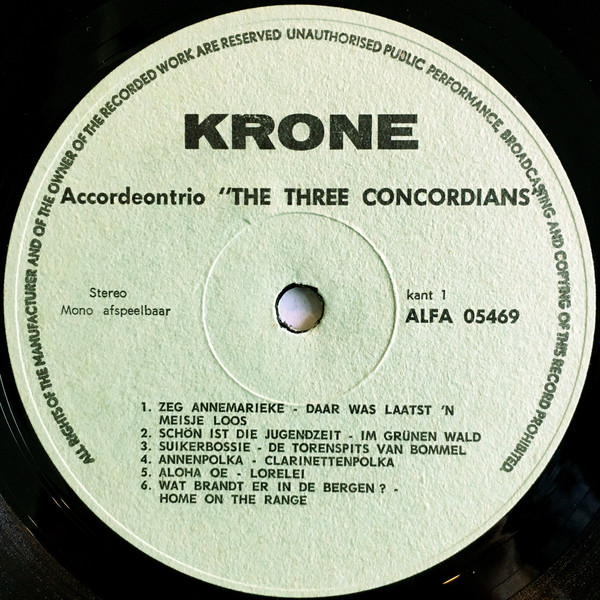 ALL RIGHTS OF THE MANUFACTURER AND OF THE OWNER OF THE RECORDED WORK ARE RESERVED UNAUTHORISED PUBLIC PERFORMANCE, BROADCASTING AND COPYING OF THIS RECORD PROHIBITED
KRONE
Accordeontrio "THE THREE CONCORDIANS"
Stereo
Mono afspeelbaar
kant 1
ALFA 05469
1. ZEG ANNEMARIEKE - DAAR WAS LAATST 'N
MEISJE LOOS
2. SCHÖN IST DIE JUGENDZEIT - IM GRÜNEN WALD
3. SUIKERBOSSIE - DE TORENSPITS VAN BOMMEL
4. ANNENPOLKA - CLARINETTENPOLKA
5. ALOHA OE - LORELEI
6. WAT BRANDT ER IN DE BERGEN? -
HOME ON THE RANGE